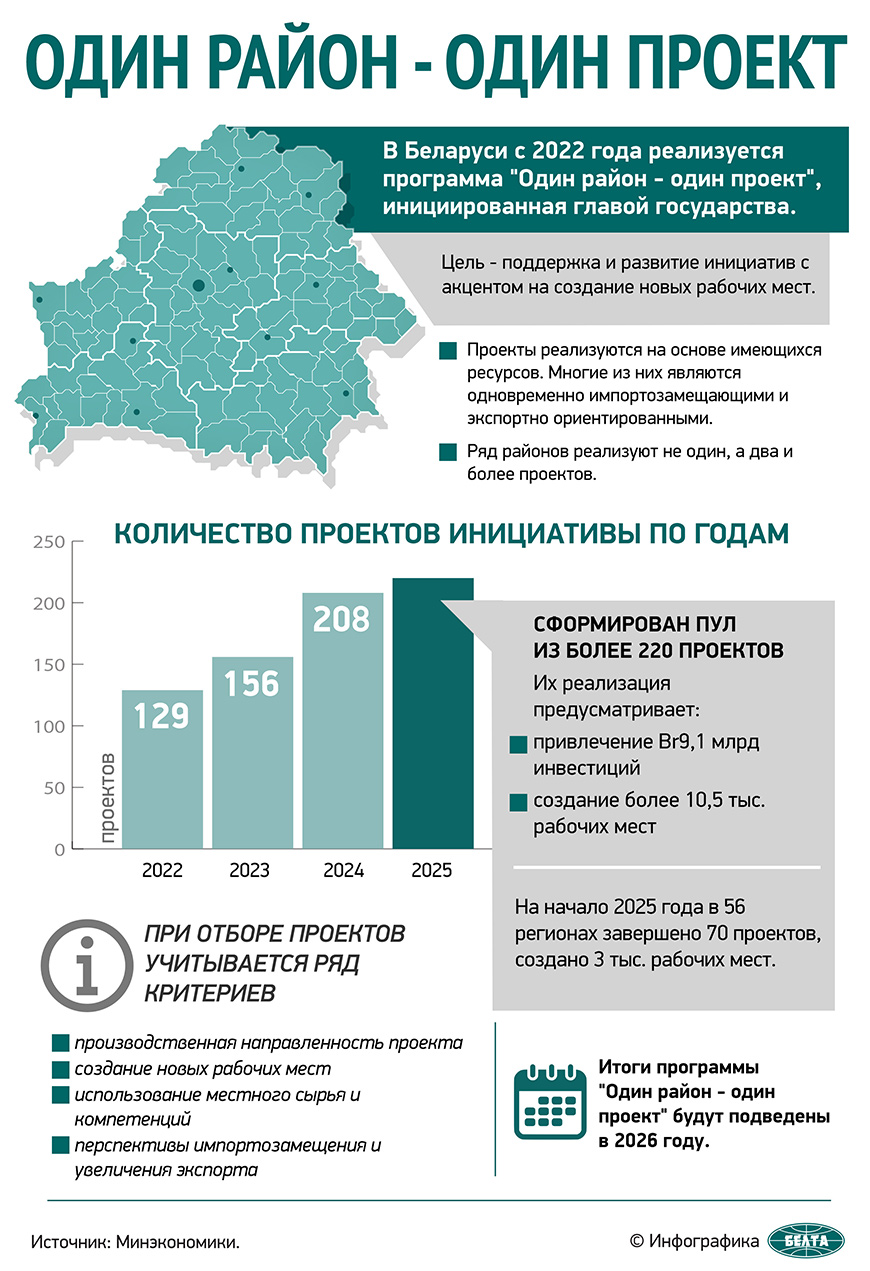 ОДИН РАЙОН - ОДИН ПРОЕКТ
В Беларуси с 2022 года реализуется
программа "Один район - один проект",
инициированная главой государства.
Цель - поддержка и развитие инициатив с
акцентом на создание новых рабочих мест.
Проекты реализуются на основе имеющихся
ресурсов. Многие из них являются
одновременно импортозамещающими и
экспортно ориентированными.
Ряд районов реализуют не один, а два и
более проектов.
КОЛИЧЕСТВО ПРОЕКТОВ ИНИЦИАТИВЫ ПО ГОДАМ
250
200
150
100
50
0
проектов
129
156
208
2022
2023
2024
2025
СФОРМИРОВАН ПУЛ
ИЗ БОЛЕЕ 220 ПРОЕКТОВ
Их реализация
предусматривает:
привлечение Br9,1 млрд
инвестиций
создание более 10,5 тыс.
рабочих мест
На начало 2025 года в 56
регионах завершено 70 проектов,
создано 3 тыс. рабочих мест.
ПРИ ОТБОРЕ ПРОЕКТОВ
УЧИТЫВАЕТСЯ РЯД
КРИТЕРИЕВ
производственная направленность проекта
создание новых рабочих мест
использование местного сырья и
компетенций
перспективы импортозамещения и
увеличения экспорта
Итоги программы
"Один район - один
проект" будут подведены
в 2026 году.
Источник: Минэкономики.
© Инфографика
БЕЛТА